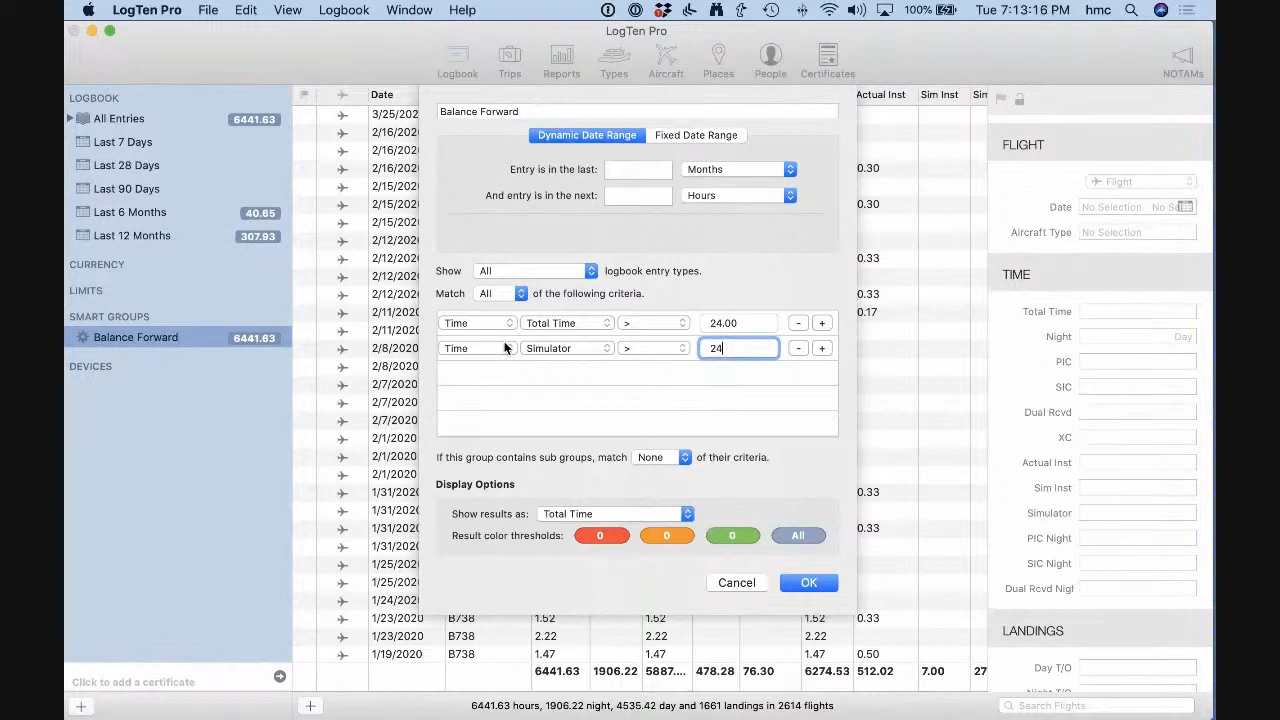 LogTen Pro File Edit View Logbook Window Help 100% Tue 7:13:16 PM hmc
LogTen Pro
Logbook Trips Reports Types Aircraft Places People Certificates NOTAMs
LOGBOOK
All Entries 6441.63
Last 7 Days
Last 28 Days
Last 90 Days
Last 6 Months 40.65
Last 12 Months 307.93
CURRENCY
LIMITS
SMART GROUPS
Balance Forward 6441.63
DEVICES
Click to add a certificate
Date
3/25/202
2/16/202
2/16/202
2/16/202
2/15/202
2/15/202
2/15/202
2/12/202
2/12/202
2/12/202
2/12/202
2/11/2020
2/11/2020
2/8/2020
2/8/2020
2/7/2020
2/7/2020
2/7/2020
2/1/2020
2/1/2020
2/1/2020
1/31/2020
1/31/2020
1/31/2020
1/31/2020
1/25/2020
1/25/2020
1/24/2020
1/23/2020 B738 1.52 1.52 1.52 0.33
1/23/2020 B738 2.22 2.22 2.22
1/19/2020 B738 1.47 1.47 1.47 0.50
6441.63 1906.22 5887.... 478.28 76.30 6274.53 512.02 7.00 27
6441.63 hours, 1906.22 night, 4535.42 day and 1661 landings in 2614 flights
Balance Forward
Dynamic Date Range Fixed Date Range
Entry is in the last: Months
And entry is in the next: Hours
Show All logbook entry types.
Match All of the following criteria.
Time Total Time > 24.00 - +
Time Simulator > 24 - +
If this group contains sub groups, match None of their criteria.
Display Options
Show results as: Total Time
Result color thresholds: 0 0 0 All
Cancel OK
Actual Inst Sim Inst Sim
0.30
0.30
0.33
0.33
0.17
0.33
0.33
FLIGHT
Flight
Date No Selection No Se
Aircraft Type No Selection
TIME
Total Time
Night Day
PIC
SIC
Dual Rcvd
XC
Actual Inst
Sim Inst
Simulator
PIC Night
SIC Night
Dual Rcvd Nigh
LANDINGS
Day T/O
Search Flights